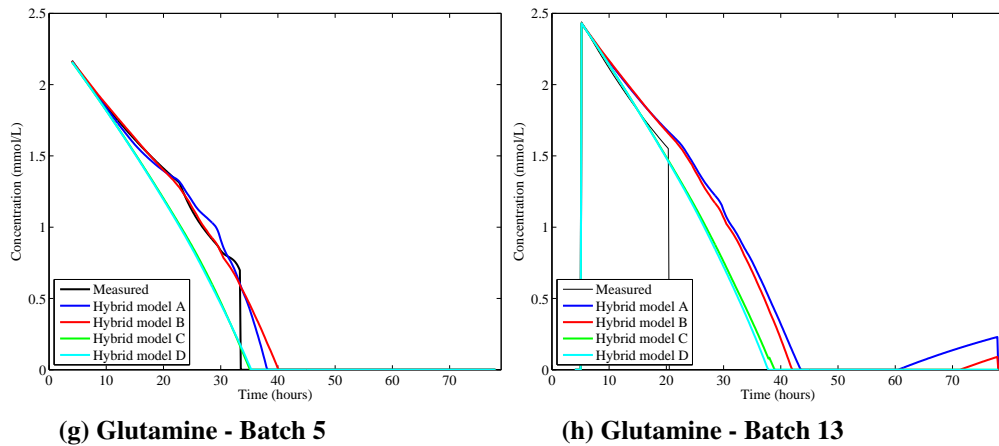 2.5
2
1.5
1
0.5
0
0 10 20 30 40 50 60 70
Concentration (mmol/L)
Time (hours)
Measured
Hybrid model A
Hybrid model B
Hybrid model C
Hybrid model D
(g) Glutamine - Batch 5
2.5
2
1.5
1
0.5
0
0 10 20 30 40 50 60 70
Concentration (mmol/L)
Time (hours)
Measured
Hybrid model A
Hybrid model B
Hybrid model C
Hybrid model D
(h) Glutamine - Batch 13